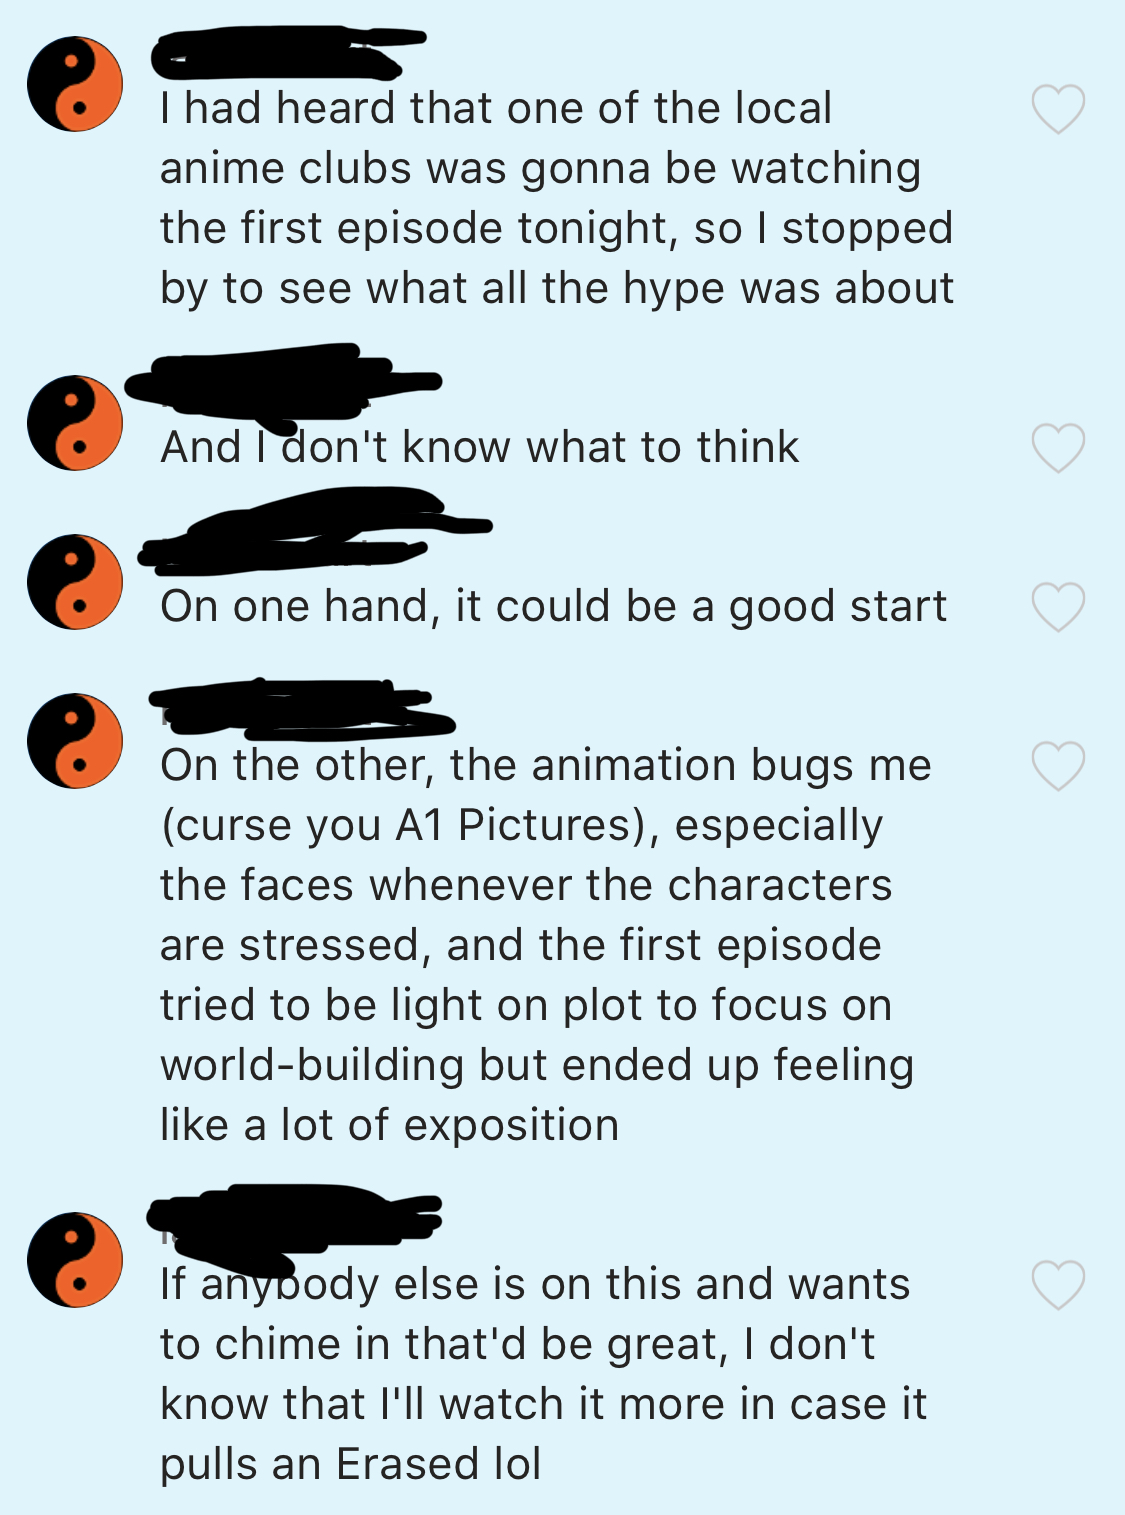 I had heard that one of the local
anime clubs was gonna be watching
the first episode tonight, so I stopped
by to see what all the hype was about
And I don't know what to think
On one hand, it could be a good start
On the other, the animation bugs me
(curse you A1 Pictures), especially
the faces whenever the characters
are stressed, and the first episode
tried to be light on plot to focus on
world-building but ended up feeling
like a lot of exposition
If anybody else is on this and wants
to chime in that'd be great, I don't
know that I'll watch it more in case it
pulls an Erased lol